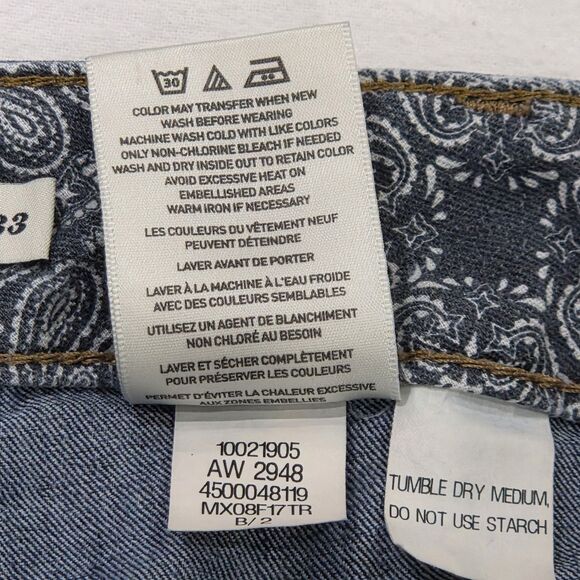 30
COLOR MAY TRANSFER WHEN NEW
WASH BEFORE WEARING
MACHINE WASH COLD WITH LIKE COLORS
ONLY NON-CHLORINE BLEACH IF NEEDED
WASH AND DRY INSIDE OUT TO RETAIN COLOR
AVOID EXCESSIVE HEAT ON
EMBELLISHED AREAS
WARM IRON IF NECESSARY
LES COULEURS DU VÊTEMENT NEUF
PEUVENT DÉTEINDRE
LAVER AVANT DE PORTER
LAVER À LA MACHINE À L'EAU FROIDE
AVEC DES COULEURS SEMBLABLES
UTILISEZ UN AGENT DE BLANCHIMENT
NON CHLORÉ AU BESOIN
LAVER ET SÉCHER COMPLÈTEMENT
POUR PRÉSERVER LES COULEURS
PERMET D'ÉVITER LA CHALEUR EXCESSIVE
AUX ZONES EMBELLIES
33
10021905
AW 2948
4500048119
MX08F17TR
B/2
TUMBLE DRY MEDIUM,
DO NOT USE STARCH